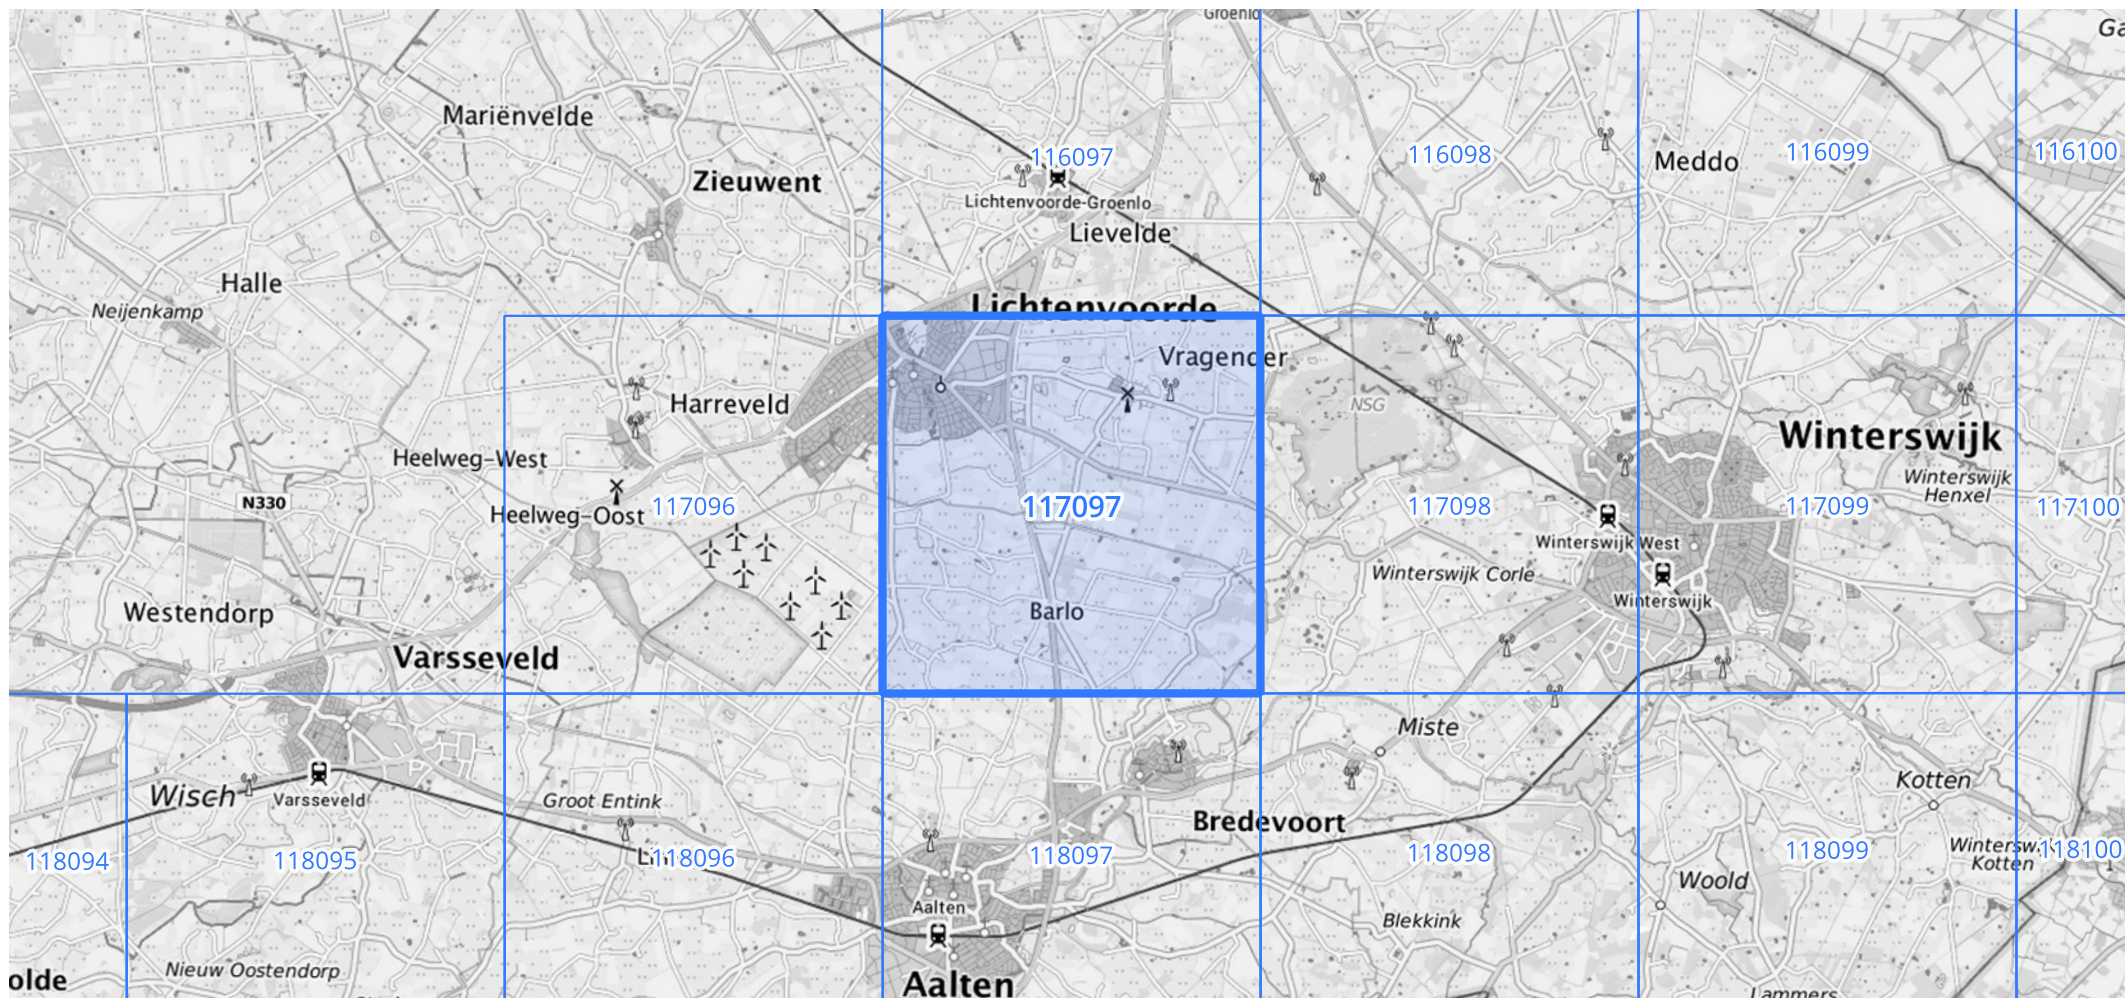 Groenlo
Mariënvelde
116097
116098
Meddo
116099
116100
Zieuwent
Lichtenvoorde-Groenlo
Lievelde
Halle
Neijenkamp
Lichtenvoorde
Vragender
Harreveld
NSG
Winterswijk
Heelweg-West
Winterswijk
Henxel
N330
Heelweg-Oost
117096
117097
117098
117099
117100
Winterswijk West
Winterswijk Corle
Winterswijk
Westendorp
Barlo
Varsseveld
Miste
Wisch
Varsseveld
Groot Entink
Kotten
Bredevoort
118094
118095
118096
118097
118098
118099
118100
Kotten
Woold
Aalten
Blekkink
Nieuw Oostendorp
olde
Aalten
Lammers